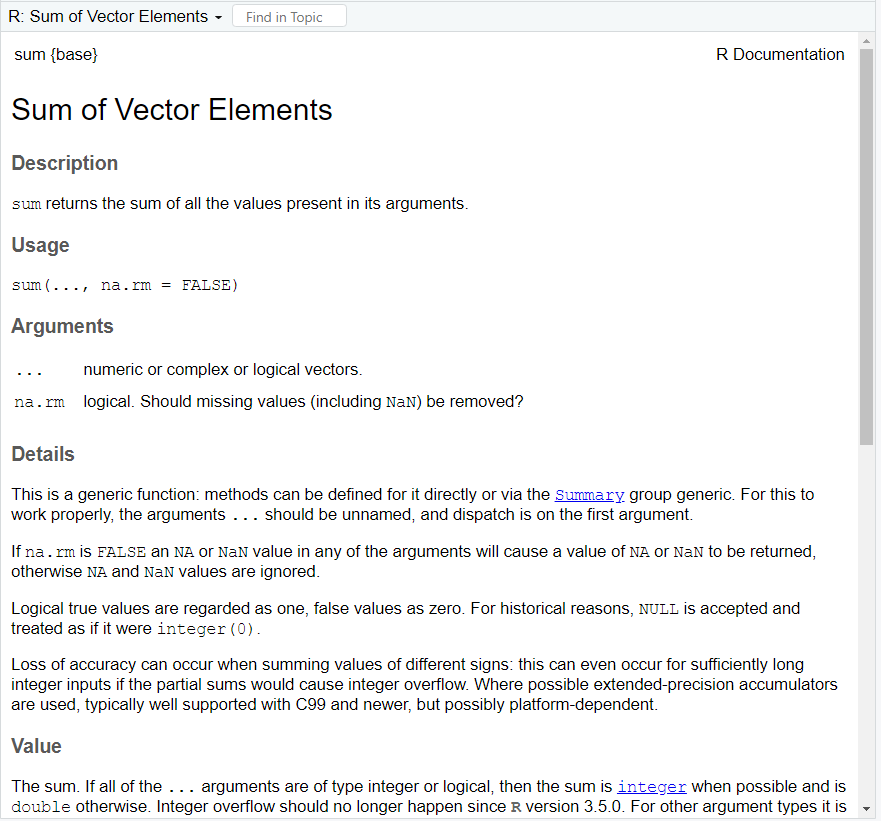 R: Sum of Vector Elements Find in Topic
sum {base} R Documentation
Sum of Vector Elements
Description
sum returns the sum of all the values present in its arguments.
Usage
sum(..., na.rm = FALSE)
Arguments
... numeric or complex or logical vectors.
na.rm logical. Should missing values (including NaN) be removed?
Details
This is a generic function: methods can be defined for it directly or via the Summary group generic. For this to
work properly, the arguments ... should be unnamed, and dispatch is on the first argument.
If na.rm is FALSE an NA or NaN value in any of the arguments will cause a value of NA or NaN to be returned,
otherwise NA and NaN values are ignored.
Logical true values are regarded as one, false values as zero. For historical reasons, NULL is accepted and
treated as if it were integer(0).
Loss of accuracy can occur when summing values of different signs: this can even occur for sufficiently long
integer inputs if the partial sums would cause integer overflow. Where possible extended-precision accumulators
are used, typically well supported with C99 and newer, but possibly platform-dependent.
Value
The sum. If all of the ... arguments are of type integer or logical, then the sum is integer when possible and is
double otherwise. Integer overflow should no longer happen since R version 3.5.0. For other argument types it is